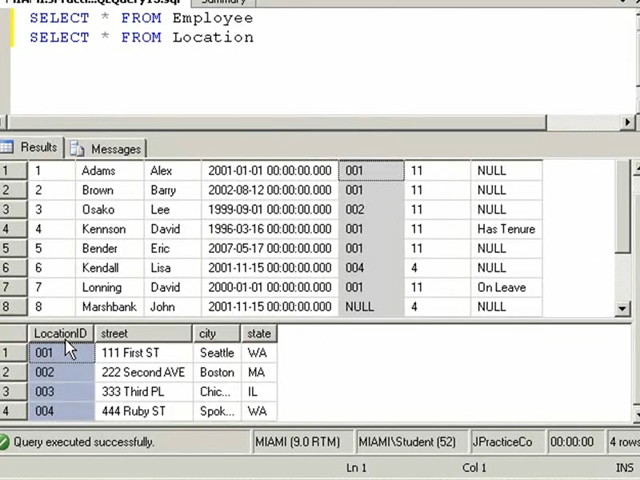 MIAMI.JPracti...QLQuery13.sql* Summary
SELECT * FROM Employee
SELECT * FROM Location
Results Messages
1 1 Adams Alex 2001-01-01 00:00:00.000 001 11 NULL
2 2 Brown Barry 2002-08-12 00:00:00.000 001 11 NULL
3 3 Osako Lee 1999-09-01 00:00:00.000 002 11 NULL
4 4 Kennson David 1996-03-16 00:00:00.000 001 11 Has Tenure
5 5 Bender Eric 2007-05-17 00:00:00.000 001 11 NULL
6 6 Kendall Lisa 2001-11-15 00:00:00.000 004 4 NULL
7 7 Lonning David 2000-01-01 00:00:00.000 001 11 On Leave
8 8 Marshbank John 2001-11-15 00:00:00.000 NULL 4 NULL
LocationID street city state
1 001 111 First ST Seattle WA
2 002 222 Second AVE Boston MA
3 003 333 Third PL Chic... IL
4 004 444 Ruby ST Spok... WA
Query executed successfully. MIAMI (9.0 RTM) MIAMI\Student (52) JPracticeCo 00:00:00 4 rows
Ln 1 Col 1 INS